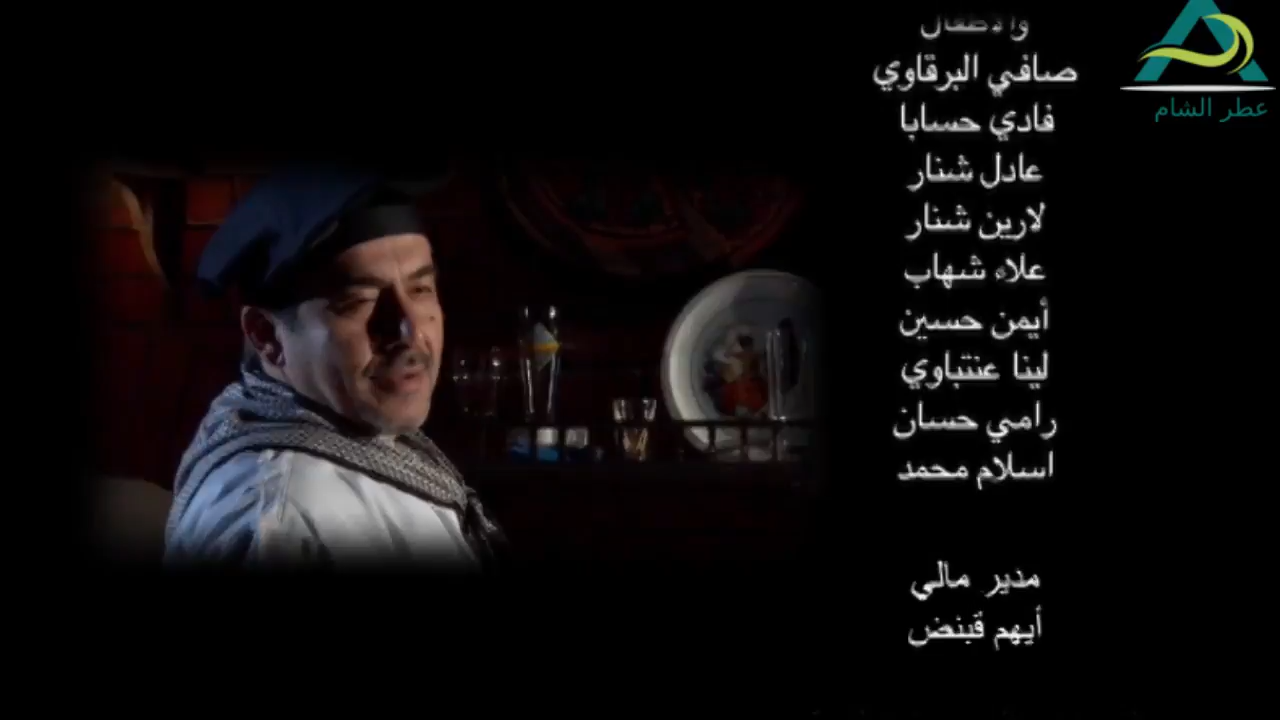 والأطفال
صافي البرقاوي
فادي حسابا
عادل شنار
لارين شنار
علاء شهاب
أيمن حسين
لينا عنتباوي
رامي حسان
اسلام محمد
مدير مالي
أيهم قبنض
عطر الشام